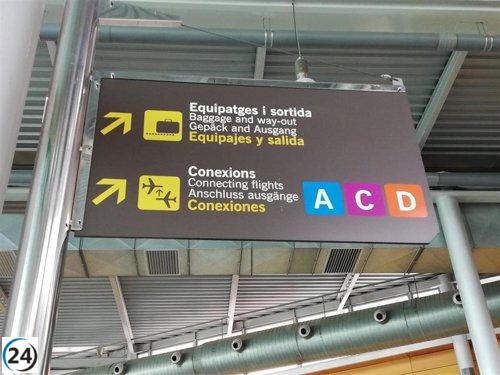 Equipatges i sortida
Baggage and way-out
Gepäck and Ausgang
Equipajes y salida
Conexions
Connecting flights
Anschluss ausgänge
Conexiones
A C D
24